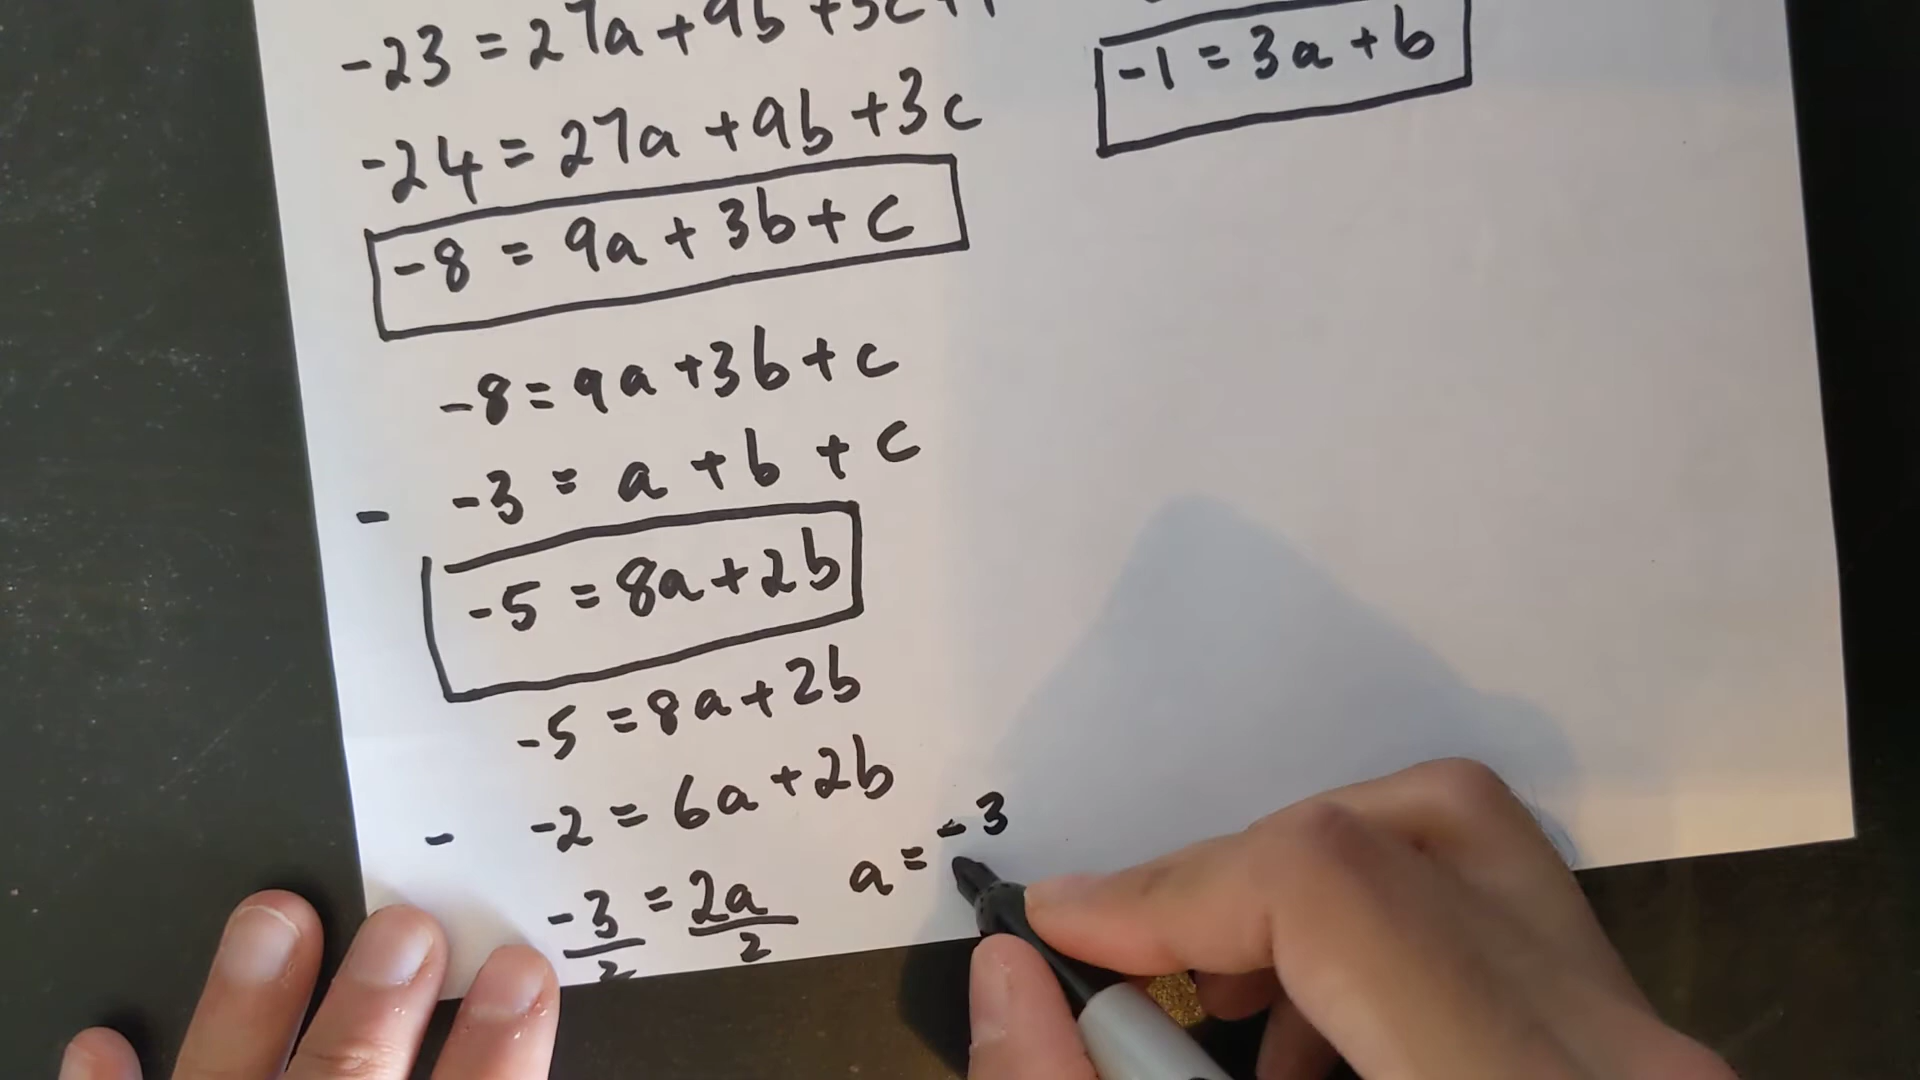 -23 = 27a + 9b + 3c +
-24 = 27a + 9b + 3c
-8 = 9a + 3b + c
-8 = 9a + 3b + c
-3 = a + b + c
-
-5 = 8a + 2b
-5 = 8a + 2b
-2 = 6a + 2b
-
-3/2 = 2a/2
a = -3
-1 = 3a + b